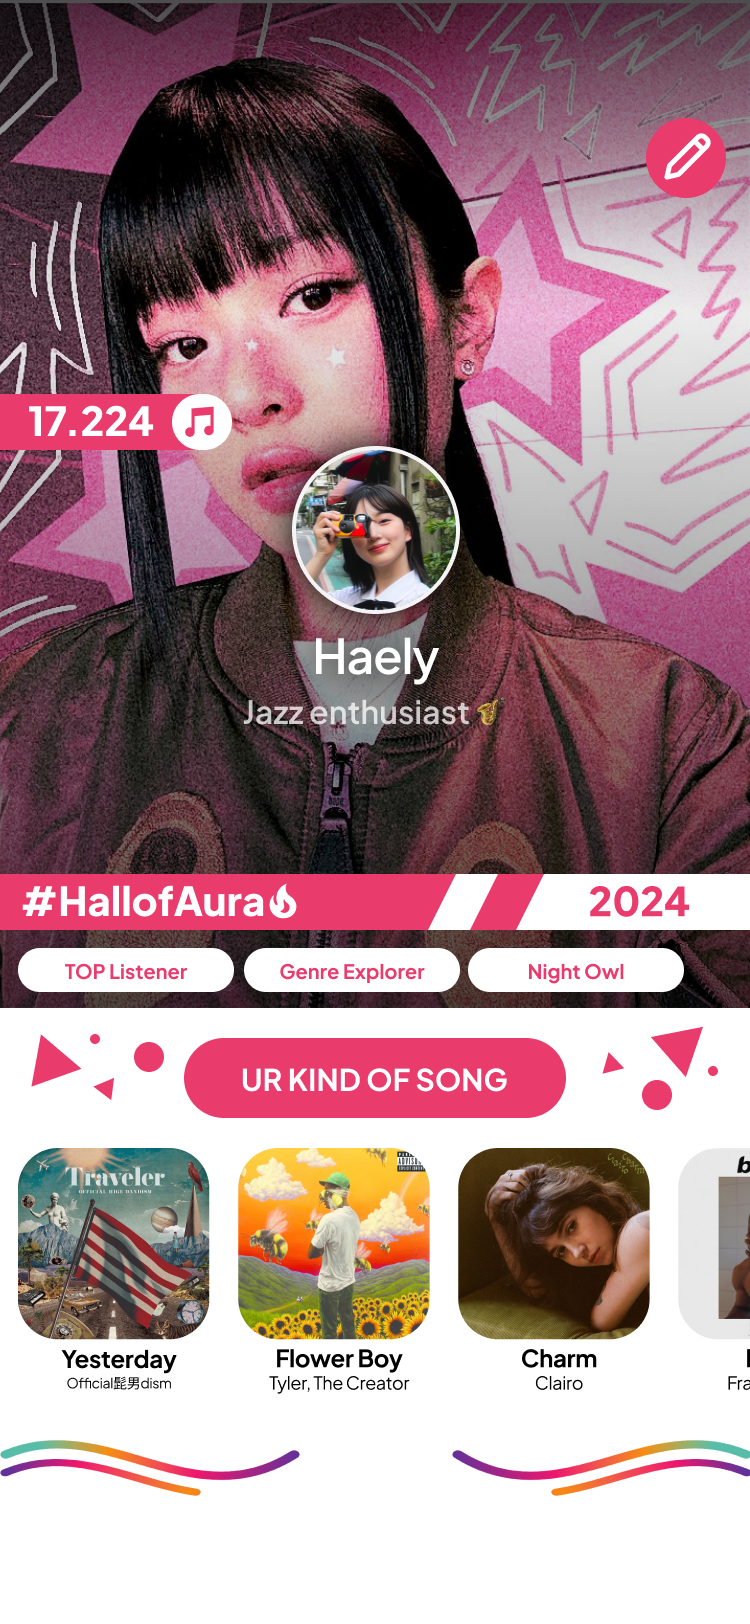 17.224
Haely
Jazz enthusiast 🎷
#HallofAura
2024
TOP Listener
Genre Explorer
Night Owl
UR KIND OF SONG
Traveler
OFFICIAL HIGE DANDISM
b
Yesterday
Flower Boy
Charm
Official髭男dism
Tyler, The Creator
Clairo
Fra